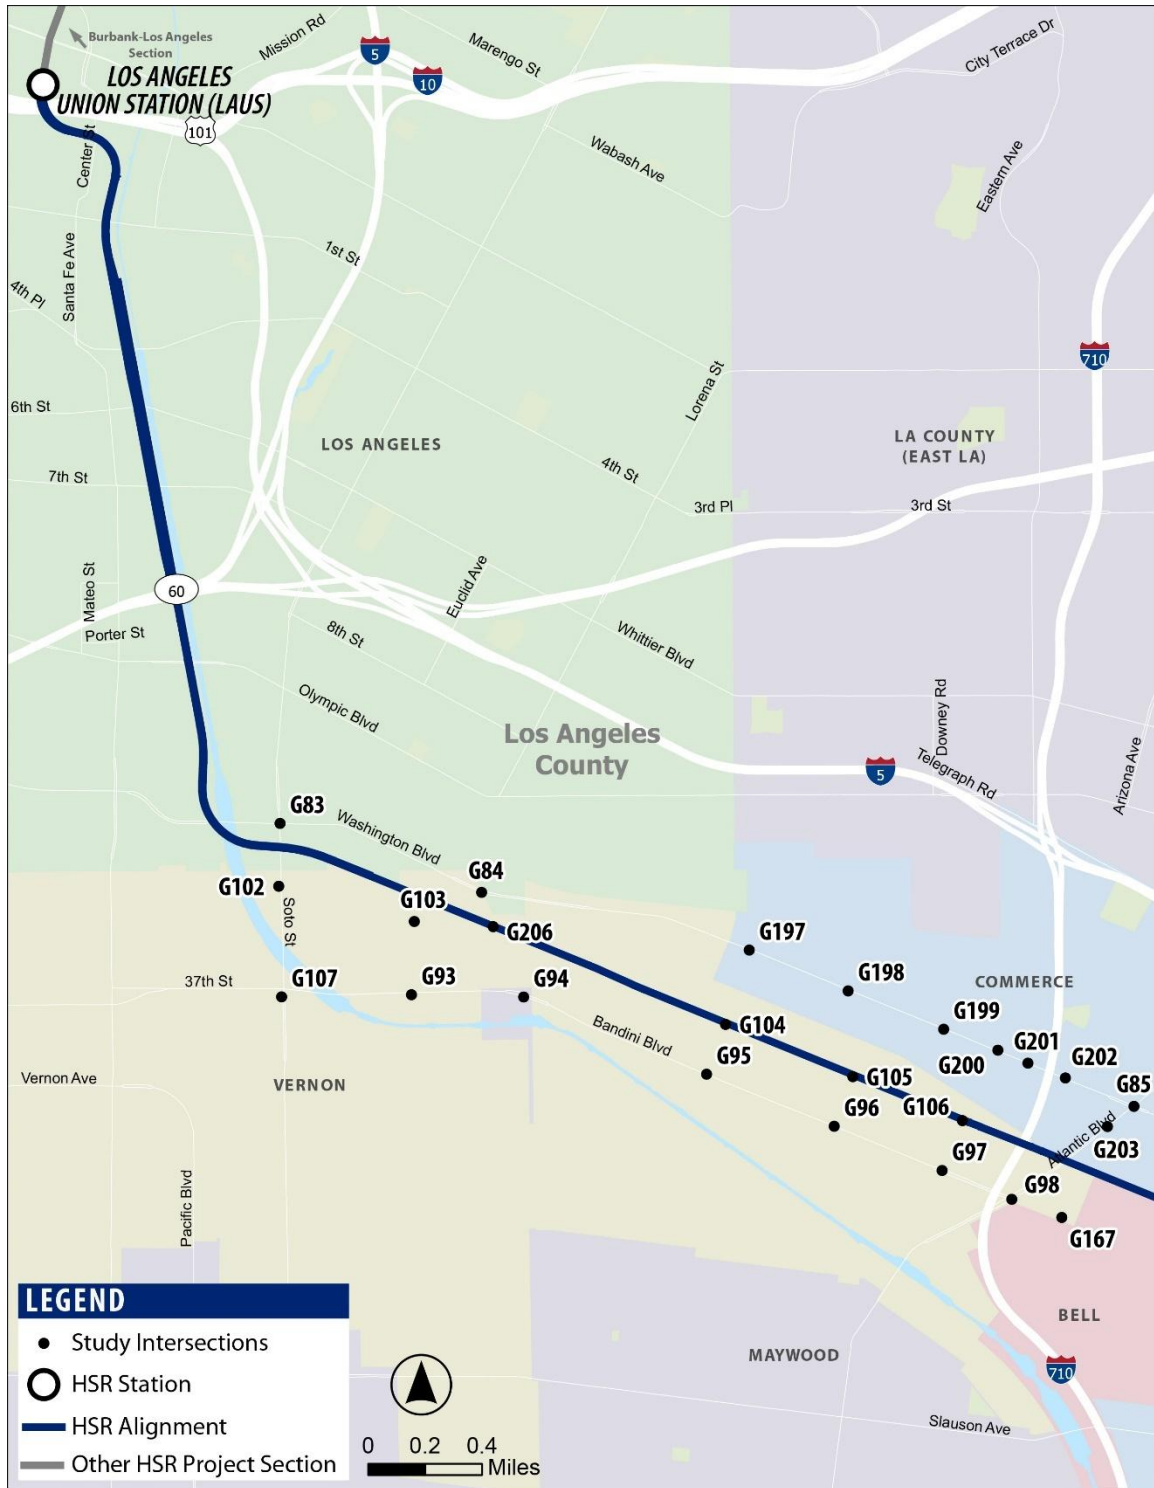 Burbank-Los Angeles
Section
LOS ANGELES
UNION STATION (LAUS)
Mission Rd
5
Marengo St
10
City Terrace Dr
101
Center St
Wabash Ave
Eastern Ave
Santa Fe Ave
1st St
4th Pl
710
Lorena St
6th St
LOS ANGELES
LA COUNTY
(EAST LA)
7th St
4th St
3rd Pl
3rd St
Mateo St
60
Euclid Ave
Porter St
8th St
Whittier Blvd
Olympic Blvd
Downey Rd
Los Angeles
County
5
Telegraph Rd
Arizona Ave
G83
Washington Blvd
G84
G102
G103
Soto St
G206
G197
37th St
G107
G93
G94
G198
COMMERCE
G199
Bandini Blvd
G104
G95
G200
G201
G202
Vernon Ave
VERNON
G105
G85
G96
G106
Atlantic Blvd
G203
G97
G98
Pacific Blvd
G167
BELL
MAYWOOD
710
Slauson Ave
LEGEND
Study Intersections
HSR Station
HSR Alignment
Other HSR Project Section
0 0.2 0.4
Miles